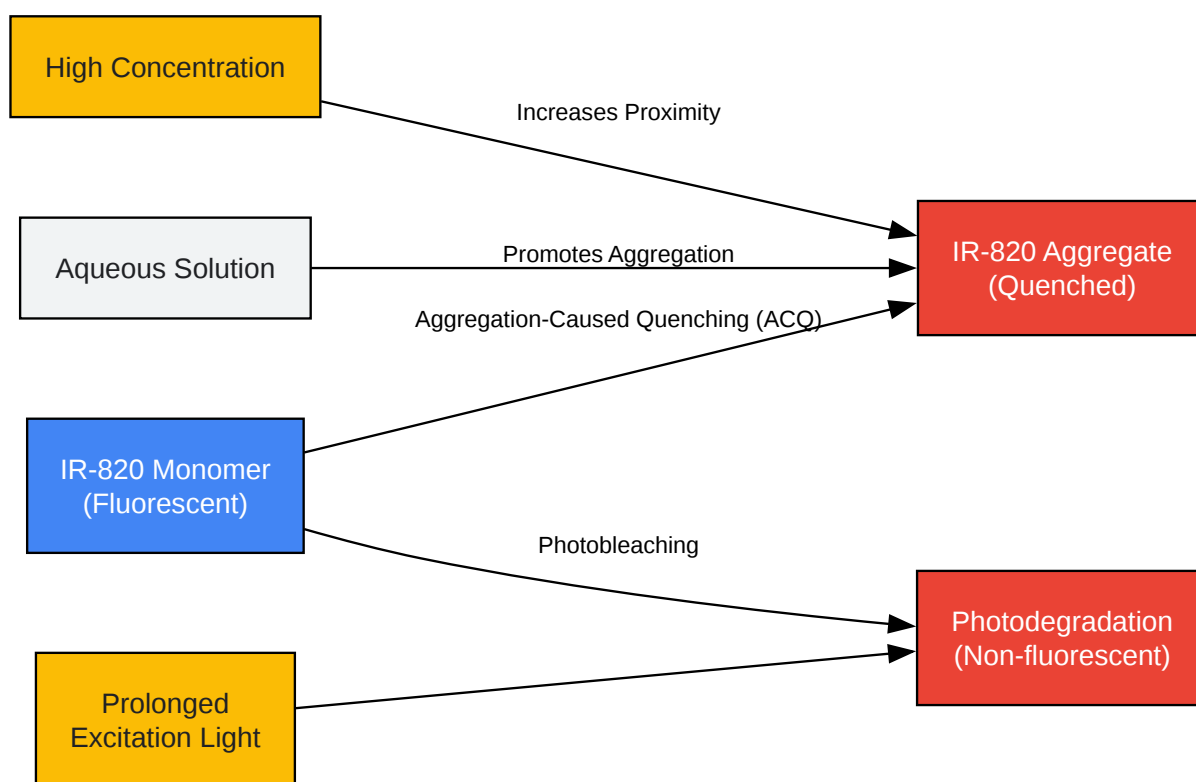 High Concentration
Increases Proximity
Aqueous Solution
Promotes Aggregation
IR-820 Aggregate
(Quenched)
Aggregation-Caused Quenching (ACQ)
IR-820 Monomer
(Fluorescent)
Photobleaching
Photodegradation
(Non-fluorescent)
Prolonged
Excitation Light